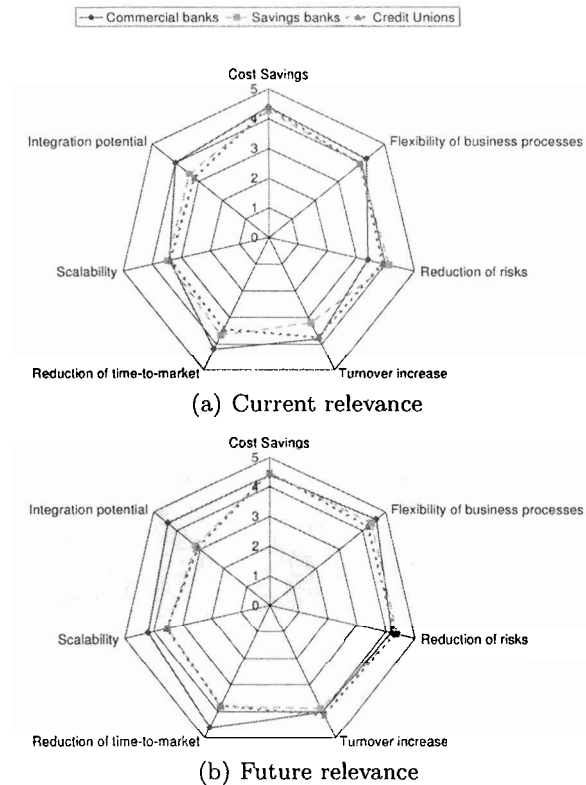 Commercial banks Savings banks Credit Unions
Cost Savings
5
Integration potential 4 Flexibility of business processes
3
2
1
0
Scalability Reduction of risks
Reduction of time-to-market Turnover increase
(a) Current relevance
Cost Savings
5
Integration potential 4 Flexibility of business processes
3
2
1
0
Scalability Reduction of risks
Reduction of time-to-market Turnover increase
(b) Future relevance